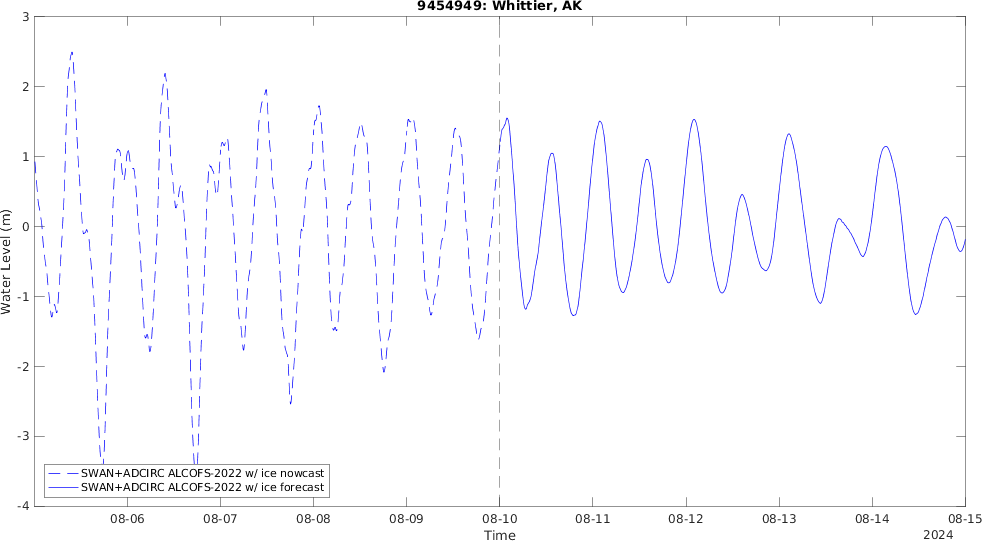 9454949: Whittier, AK
3
2
1
0
-1
-2
-3
-4
Water Level (m)
SWAN+ADCIRC ALCOFS-2022 w/ ice nowcast
SWAN+ADCIRC ALCOFS-2022 w/ ice forecast
08-06 08-07 08-08 08-09 08-10 08-11 08-12 08-13 08-14 08-15
Time
2024